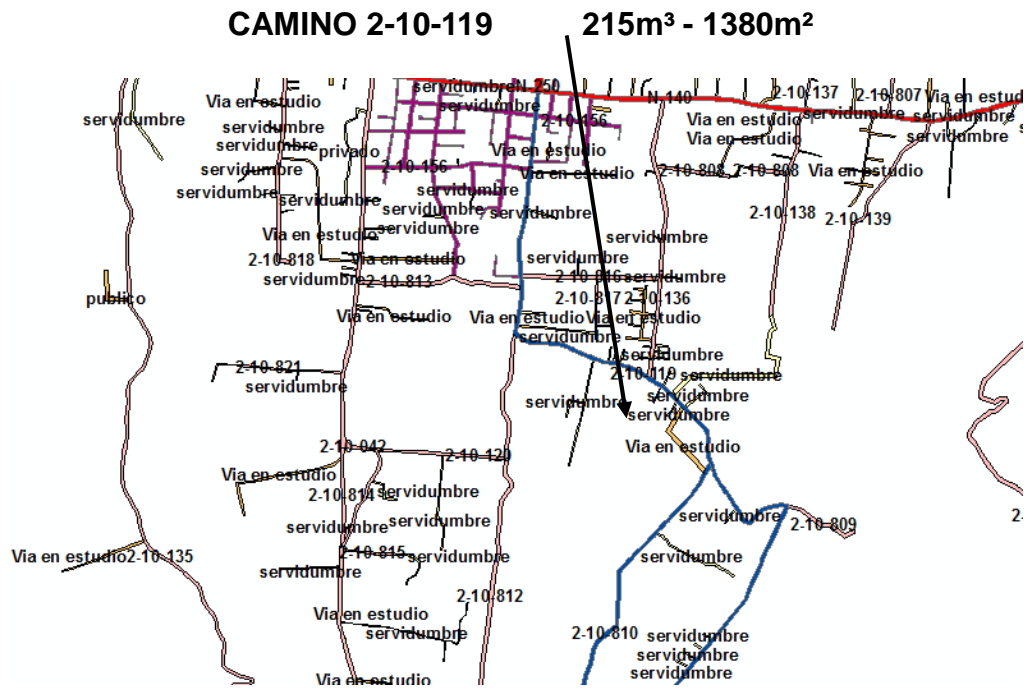 CAMINO 2-10-119 215m³ - 1380m²
servidumbre N-250
N-140
2-10-137
2-10-807
Via en estud
Via en estudio
servidumbre
servidumbre
servidumbre
servidumbre
2-10-156
Via en estudio
servidumbre
servidumbre
servidumbre
Via en estudio
privado
Via en estudio
2-10-156
Via en estudio
2-10-808
2-10-808
Via en estudio
servidumbre
servidumbre
servidumbre
servidumbre
servidumbre
2-10-138
2-10-139
servidumbre
Via en estudio
servidumbre
2-10-818
Via en estudio
servidumbre
servidumbre
2-10-813
2-10-816
servidumbre
publico
2-10-817
2-10-136
Via en estudio
Via en estudio
Via en estudio
servidumbre
servidumbre
2-10-821
2-10-119
servidumbre
servidumbre
servidumbre
servidumbre
servidumbre
2-10-042
2-10-120
Via en estudio
Via en estudio
2-10-814
servidumbre
servidumbre
servidumbre
servidumbre
2-10-809
2-
Via en estudio
2-10-135
2-10-815
servidumbre
servidumbre
servidumbre
2-10-812
Via en estudio
servidumbre
2-10-810
servidumbre
servidumbre
servidumbre
Via en estudio